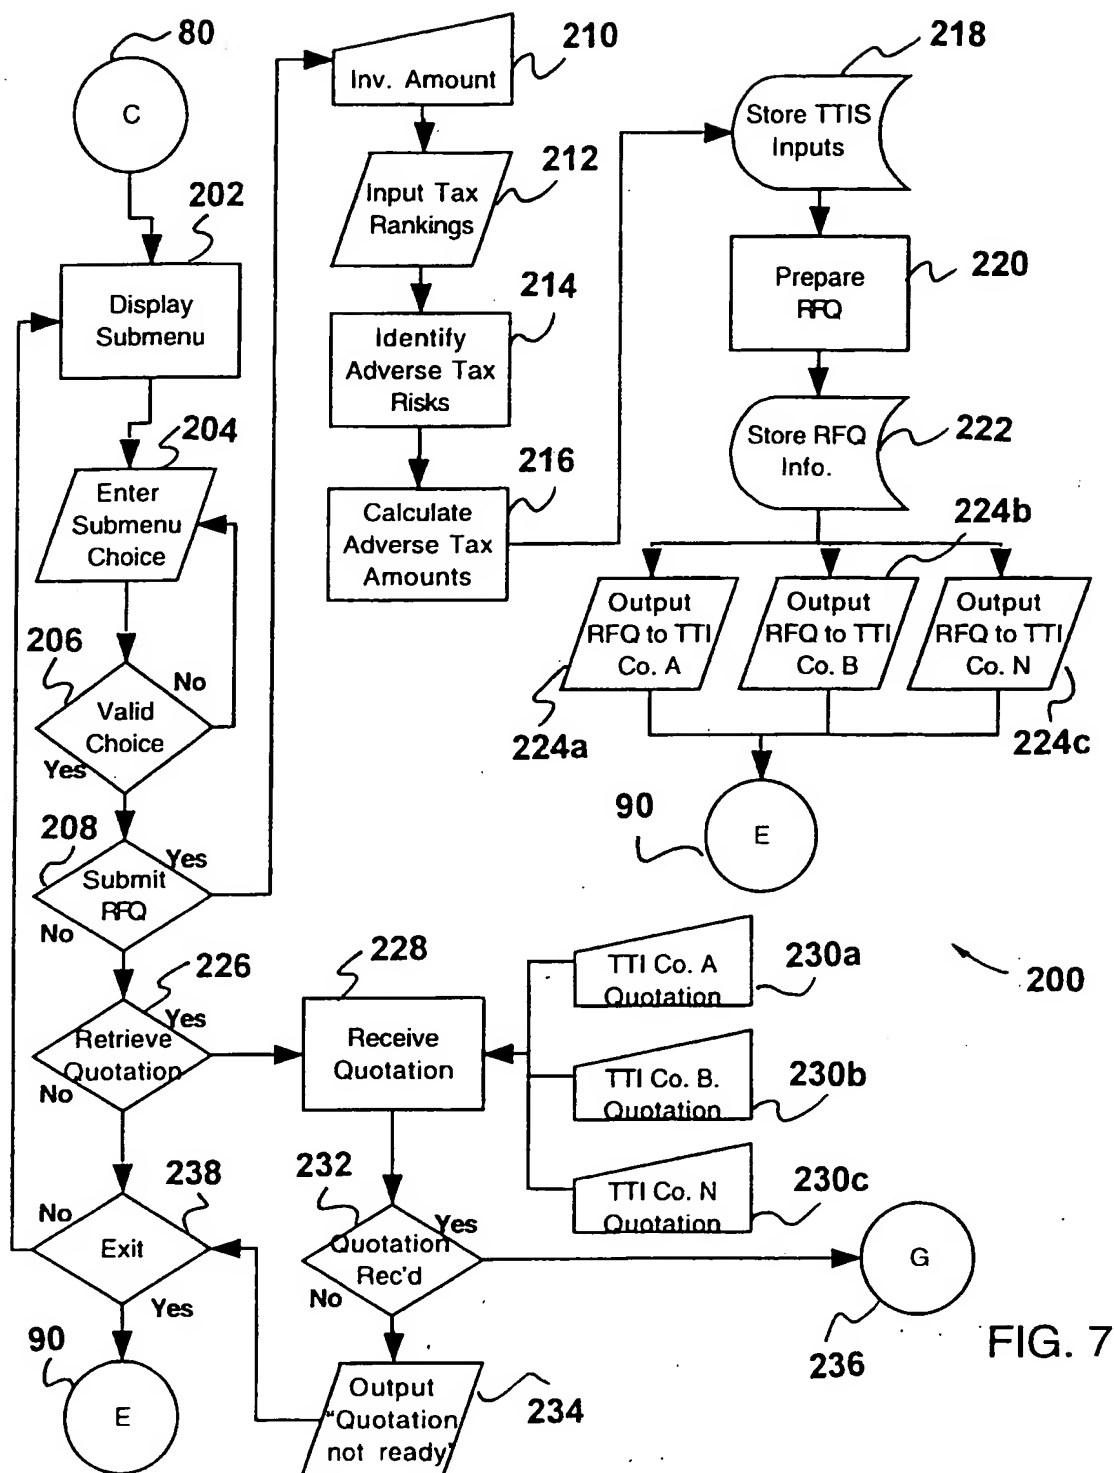 80
C
202
Display
Submenu
204
Enter
Submenu
Choice
206
No
Valid
Choice
Yes
208
Yes
Submit
RFQ
No
226
Yes
Retrieve
Quotation
No
238
No
Exit
Yes
90
E
210
Inv. Amount
212
Input Tax
Rankings
214
Identify
Adverse Tax
Risks
216
Calculate
Adverse Tax
Amounts
218
Store TTIS
Inputs
220
Prepare
RFQ
222
Store RFQ
Info.
224b
Output
RFQ to TTI
Co. A
Output
RFQ to TTI
Co. B
Output
RFQ to TTI
Co. N
224a
224c
90
E
228
Receive
Quotation
TTI Co. A
Quotation
230a
TTI Co. B.
Quotation
230b
TTI Co. N
Quotation
230c
200
232
Yes
Quotation
Rec'd
No
G
236
Output
"Quotation
not ready"
234
FIG. 7